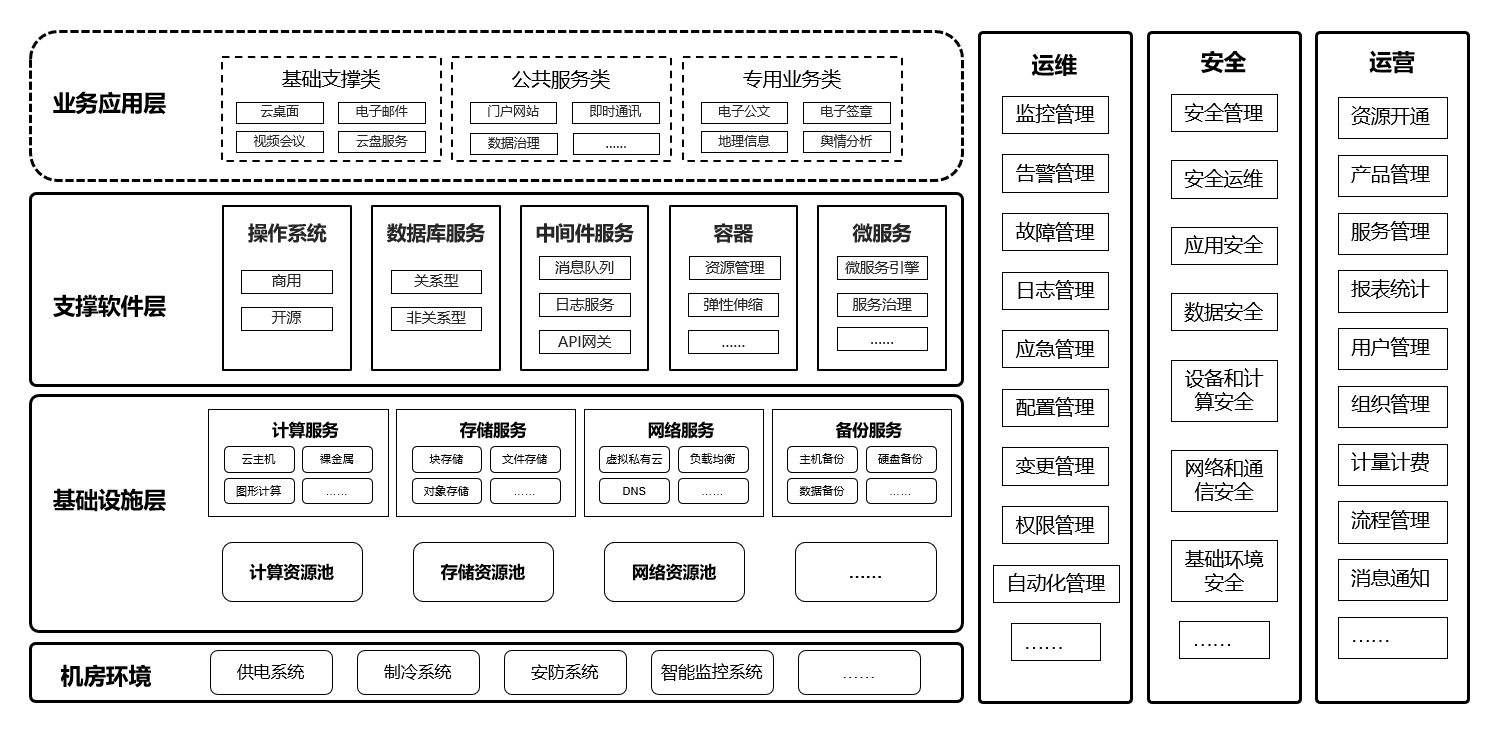 业务应用层
基础支撑类
云桌面
电子邮件
视频会议
云盘服务
公共服务类
门户网站
即时通讯
数据治理
......
专用业务类
电子公文
电子签章
地理信息
舆情分析
支撑软件层
操作系统
商用
开源
数据库服务
关系型
非关系型
中间件服务
消息队列
日志服务
API网关
容器
资源管理
弹性伸缩
......
微服务
微服务引擎
服务治理
......
基础设施层
计算服务
云主机
裸金属
图形计算
……
存储服务
块存储
文件存储
对象存储
……
网络服务
虚拟私有云
负载均衡
DNS
……
备份服务
主机备份
硬盘备份
数据备份
……
计算资源池
存储资源池
网络资源池
……
机房环境
供电系统
制冷系统
安防系统
智能监控系统
……
运维
监控管理
告警管理
故障管理
日志管理
应急管理
配置管理
变更管理
权限管理
自动化管理
……
安全
安全管理
安全运维
应用安全
数据安全
设备和计
算安全
网络和通
信安全
基础环境
安全
……
运营
资源开通
产品管理
服务管理
报表统计
用户管理
组织管理
计量计费
流程管理
消息通知
……